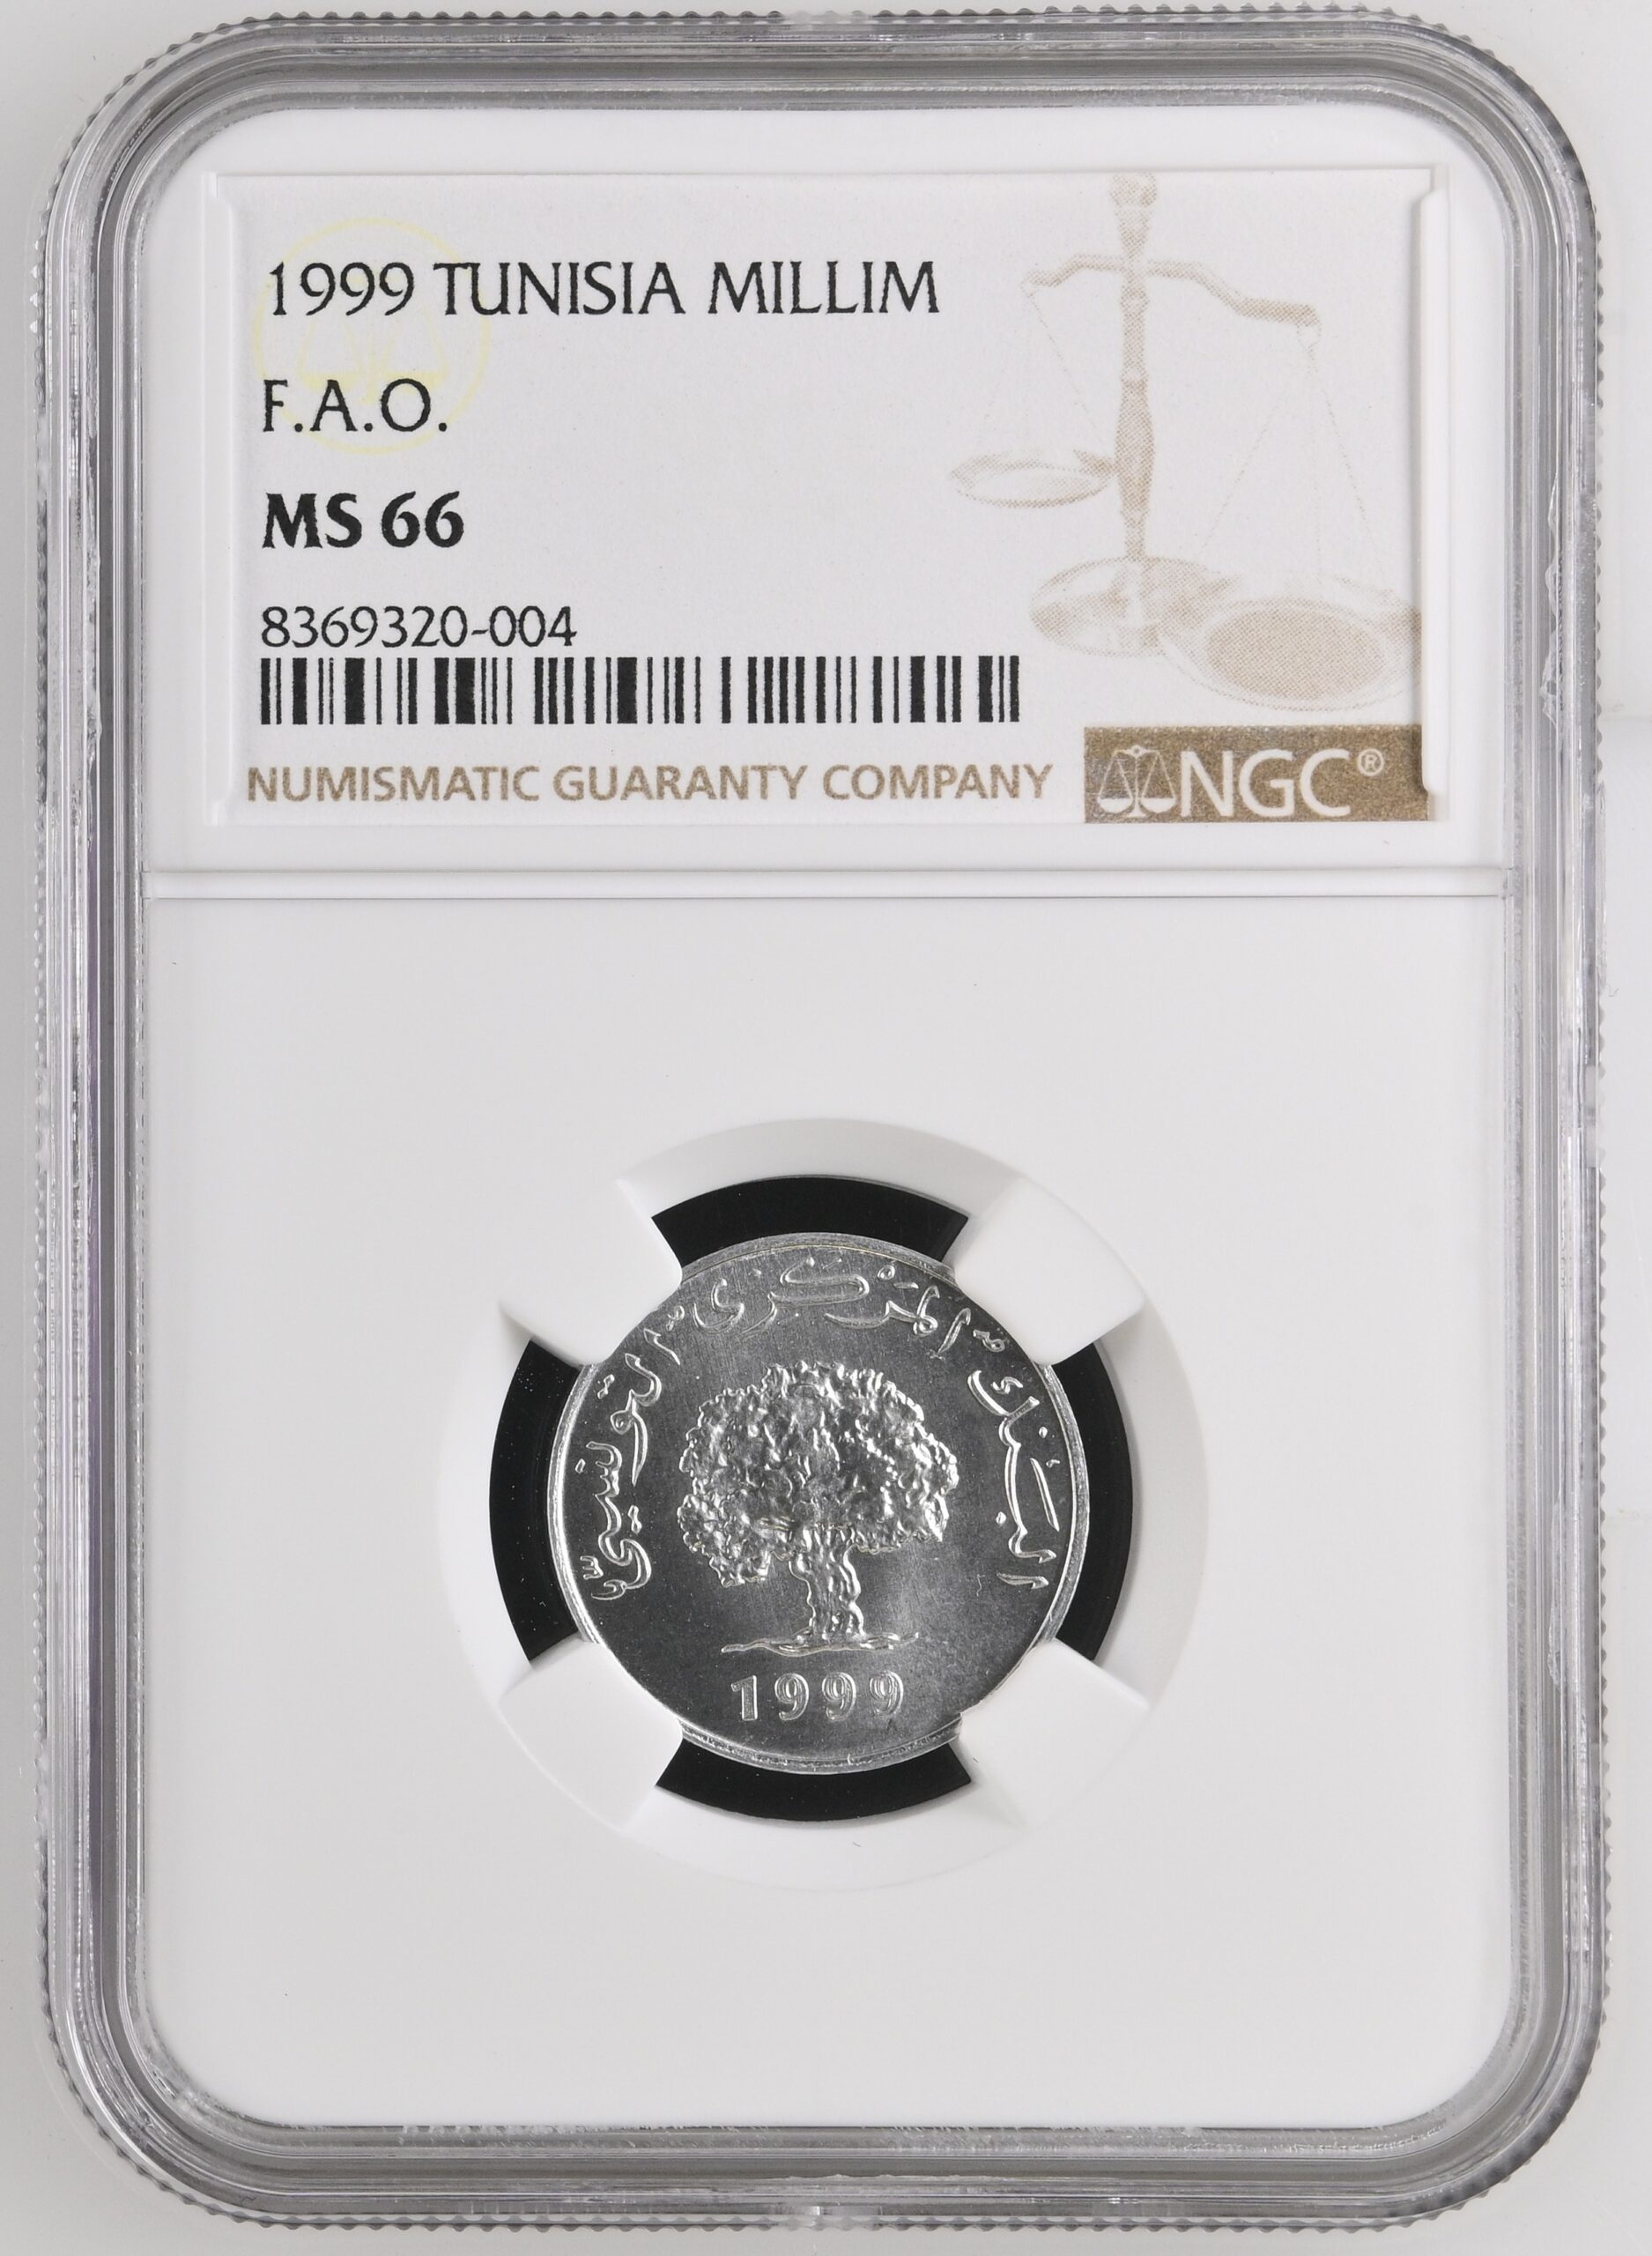 1999 TUNISIA MILLIM
F.A.O.
MS 66
8369320-004
NUMISMATIC GUARANTY COMPANY
NGC®
البنك المركزي التونسي
1999